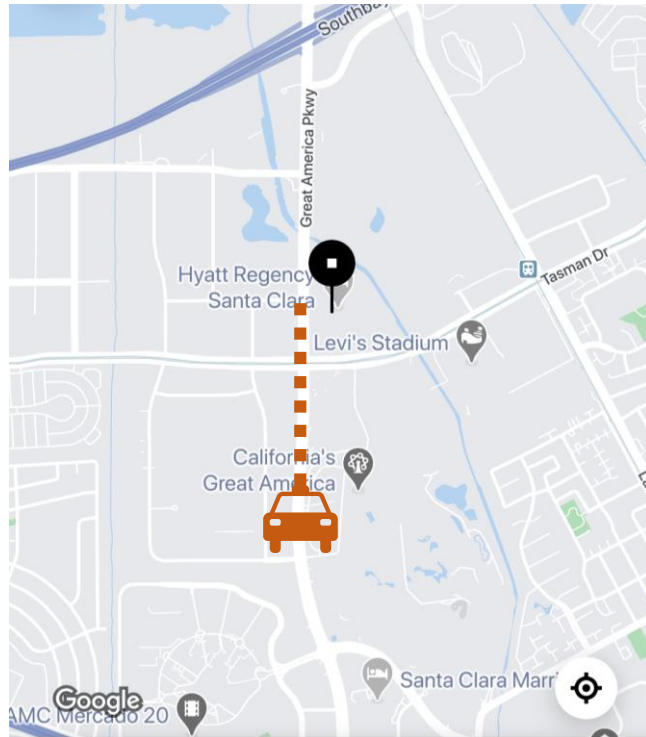 Southbay
Great America Pkwy
Hyatt Regency
Santa Clara
Tasman Dr
Levi's Stadium
California's
Great America
Santa Clara Marri
Google
AMC Mercado 20